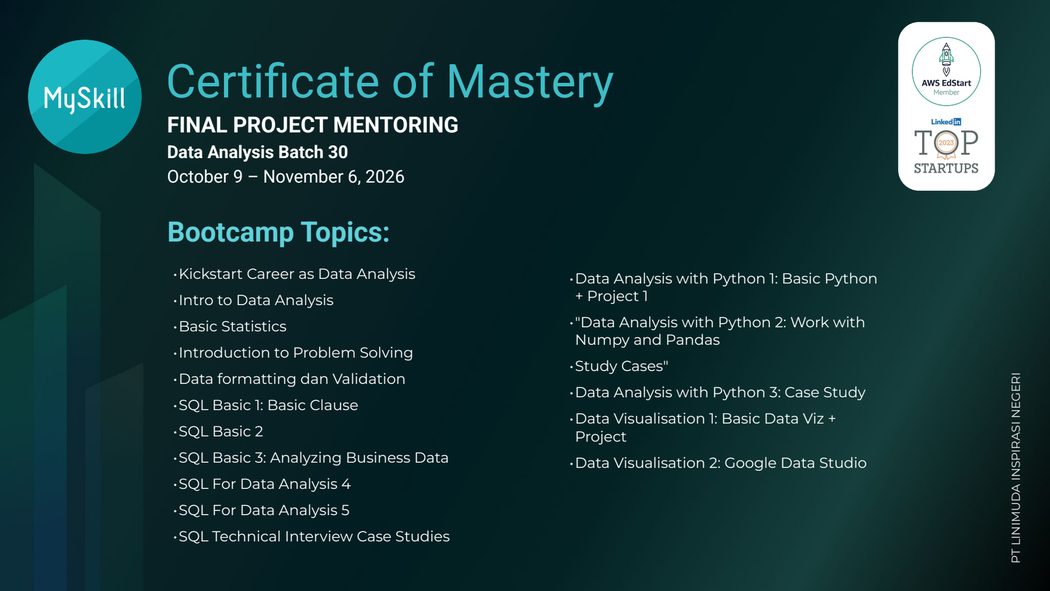 MySkill
Certificate of Mastery
FINAL PROJECT MENTORING
Data Analysis Batch 30
October 9 – November 6, 2026
AWS EdStart
Member
LinkedIn
TOP
2023
STARTUPS
Bootcamp Topics:
·Kickstart Career as Data Analysis
·Intro to Data Analysis
·Basic Statistics
·Introduction to Problem Solving
·Data formatting dan Validation
·SQL Basic 1: Basic Clause
·SQL Basic 2
·SQL Basic 3: Analyzing Business Data
·SQL For Data Analysis 4
·SQL For Data Analysis 5
·SQL Technical Interview Case Studies
·Data Analysis with Python 1: Basic Python
+ Project 1
·"Data Analysis with Python 2: Work with
Numpy and Pandas
·Study Cases"
·Data Analysis with Python 3: Case Study
·Data Visualisation 1: Basic Data Viz +
Project
·Data Visualisation 2: Google Data Studio
PT LINIMUDA INSPIRASI NEGERI